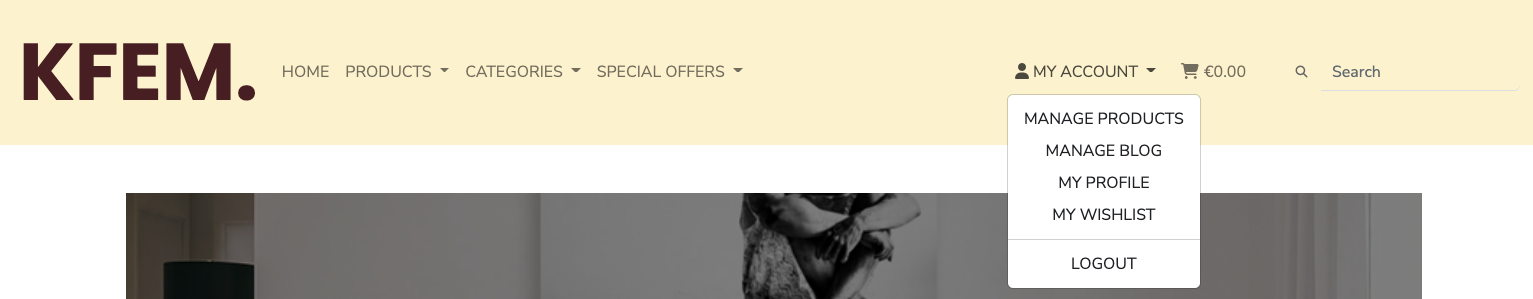 KFEM. HOME PRODUCTS CATEGORIES SPECIAL OFFERS MY ACCOUNT €0.00 Search
MANAGE PRODUCTS
MANAGE BLOG
MY PROFILE
MY WISHLIST
LOGOUT